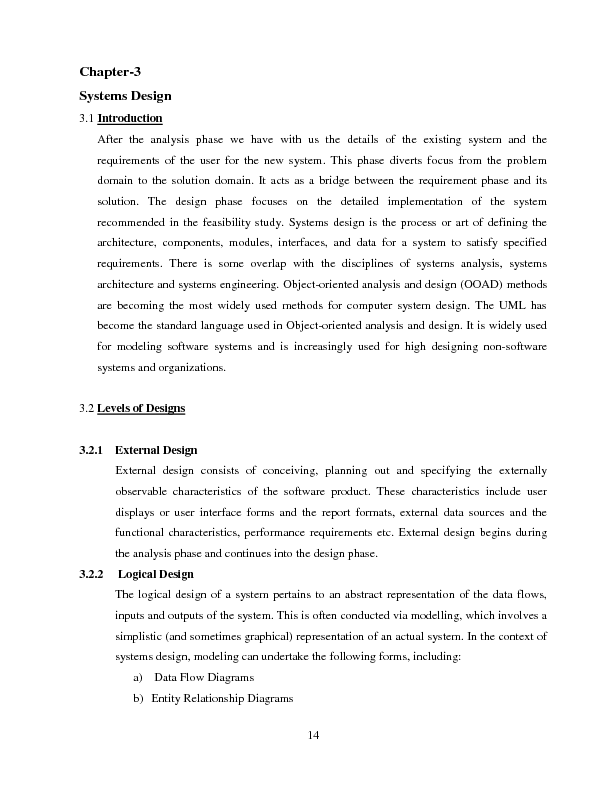 Chapter-3
Systems Design
3.1 Introduction
After the analysis phase we have with us the details of the existing system and the
requirements of the user for the new system. This phase diverts focus from the problem
domain to the solution domain. It acts as a bridge between the requirement phase and its
solution. The design phase focuses on the detailed implementation of the system
recommended in the feasibility study. Systems design is the process or art of defining the
architecture, components, modules, interfaces, and data for a system to satisfy specified
requirements. There is some overlap with the disciplines of systems analysis, systems
architecture and systems engineering. Object-oriented analysis and design (OOAD) methods
are becoming the most widely used methods for computer system design. The UML has
become the standard language used in Object-oriented analysis and design. It is widely used
for modeling software systems and is increasingly used for high designing non-software
systems and organizations.
3.2 Levels of Designs
3.2.1 External Design
External design consists of conceiving, planning out and specifying the externally
observable characteristics of the software product. These characteristics include user
displays or user interface forms and the report formats, external data sources and the
functional characteristics, performance requirements etc. External design begins during
the analysis phase and continues into the design phase.
3.2.2 Logical Design
The logical design of a system pertains to an abstract representation of the data flows,
inputs and outputs of the system. This is often conducted via modelling, which involves a
simplistic (and sometimes graphical) representation of an actual system. In the context of
systems design, modeling can undertake the following forms, including:
a) Data Flow Diagrams
b) Entity Relationship Diagrams
14